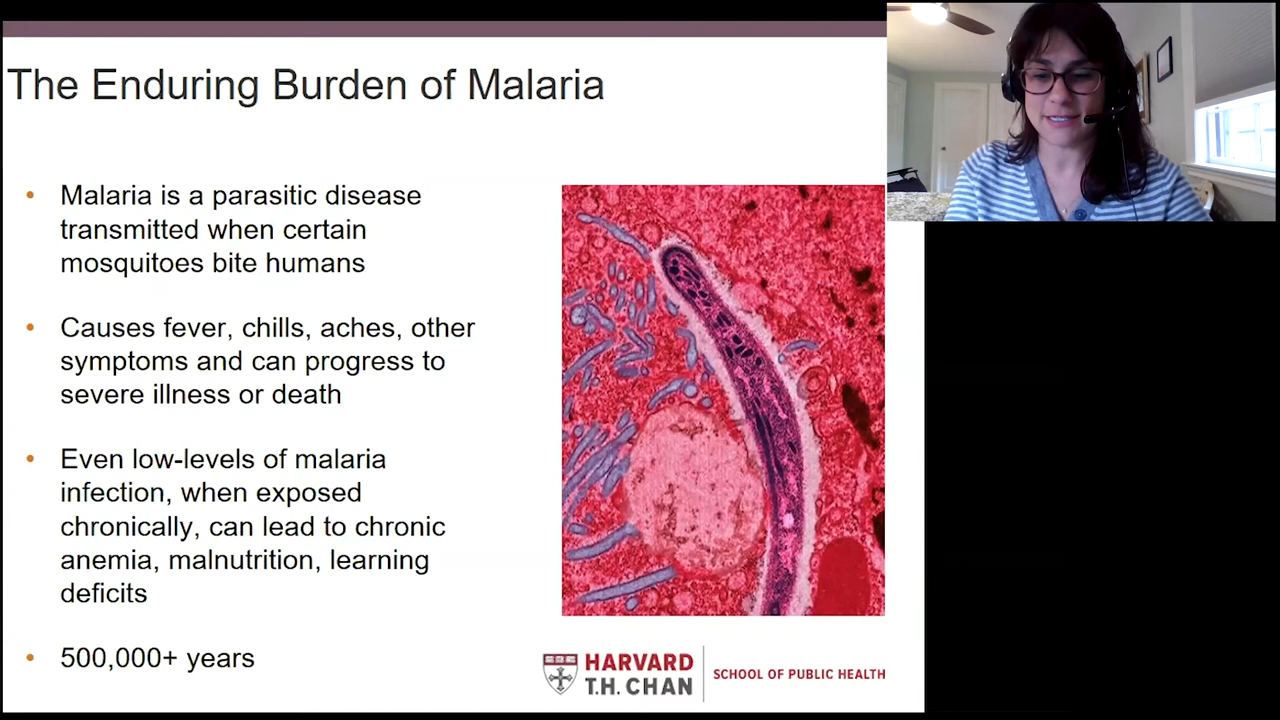 The Enduring Burden of Malaria
• Malaria is a parasitic disease
transmitted when certain
mosquitoes bite humans
• Causes fever, chills, aches, other
symptoms and can progress to
severe illness or death
• Even low-levels of malaria
infection, when exposed
chronically, can lead to chronic
anemia, malnutrition, learning
deficits
• 500,000+ years
HARVARD
T.H. CHAN
SCHOOL OF PUBLIC HEALTH